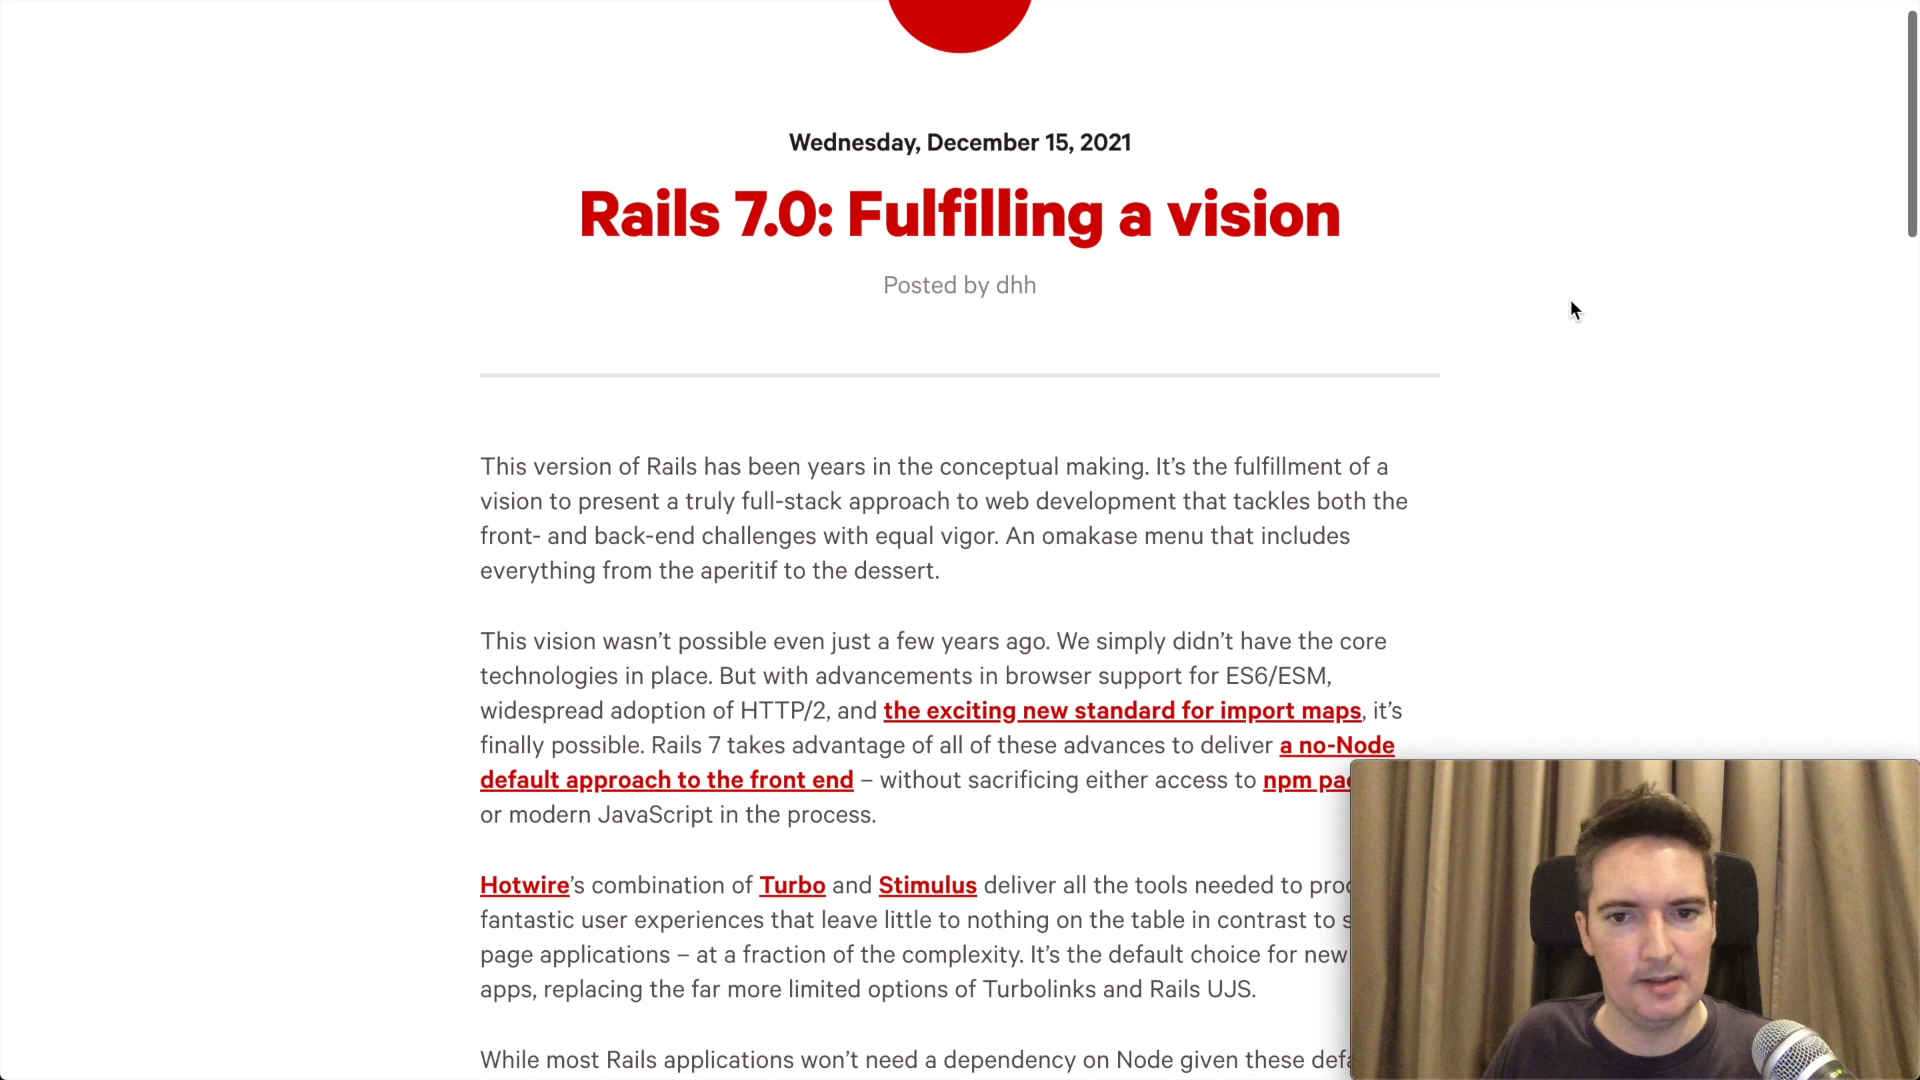 Wednesday, December 15, 2021
Rails 7.0: Fulfilling a vision
Posted by dhh
This version of Rails has been years in the conceptual making. It’s the fulfillment of a
vision to present a truly full-stack approach to web development that tackles both the
front- and back-end challenges with equal vigor. An omakase menu that includes
everything from the aperitif to the dessert.
This vision wasn’t possible even just a few years ago. We simply didn’t have the core
technologies in place. But with advancements in browser support for ES6/ESM,
widespread adoption of HTTP/2, and the exciting new standard for import maps, it’s
finally possible. Rails 7 takes advantage of all of these advances to deliver a no-Node
default approach to the front end – without sacrificing either access to npm
or modern JavaScript in the process.
Hotwire’s combination of Turbo and Stimulus deliver all the tools needed to
fantastic user experiences that leave little to nothing on the table in contrast to
page applications – at a fraction of the complexity. It’s the default choice for new
apps, replacing the far more limited options of Turbolinks and Rails UJS.
While most Rails applications won’t need a dependency on Node given these